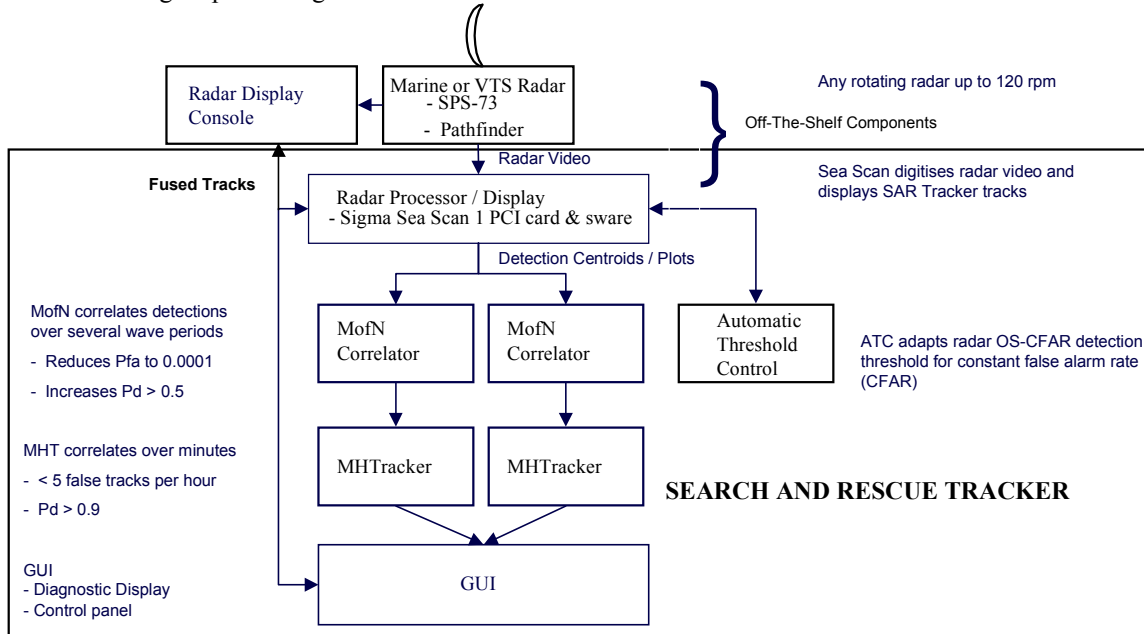 Marine or VTS Radar
- SPS-73
- Pathfinder
Radar Display
Console
Any rotating radar up to 120 rpm
Off-The-Shelf Components
Radar Video
Fused Tracks
Sea Scan digitises radar video and
displays SAR Tracker tracks
Radar Processor / Display
- Sigma Sea Scan 1 PCI card & sware
Detection Centroids / Plots
MofN correlates detections
over several wave periods
- Reduces Pfa to 0.0001
- Increases Pd > 0.5
MofN
Correlator
MofN
Correlator
Automatic
Threshold
Control
ATC adapts radar OS-CFAR detection
threshold for constant false alarm rate
(CFAR)
MHT correlates over minutes
- < 5 false tracks per hour
- Pd > 0.9
MHTracker
MHTracker
SEARCH AND RESCUE TRACKER
GUI
- Diagnostic Display
- Control panel
GUI